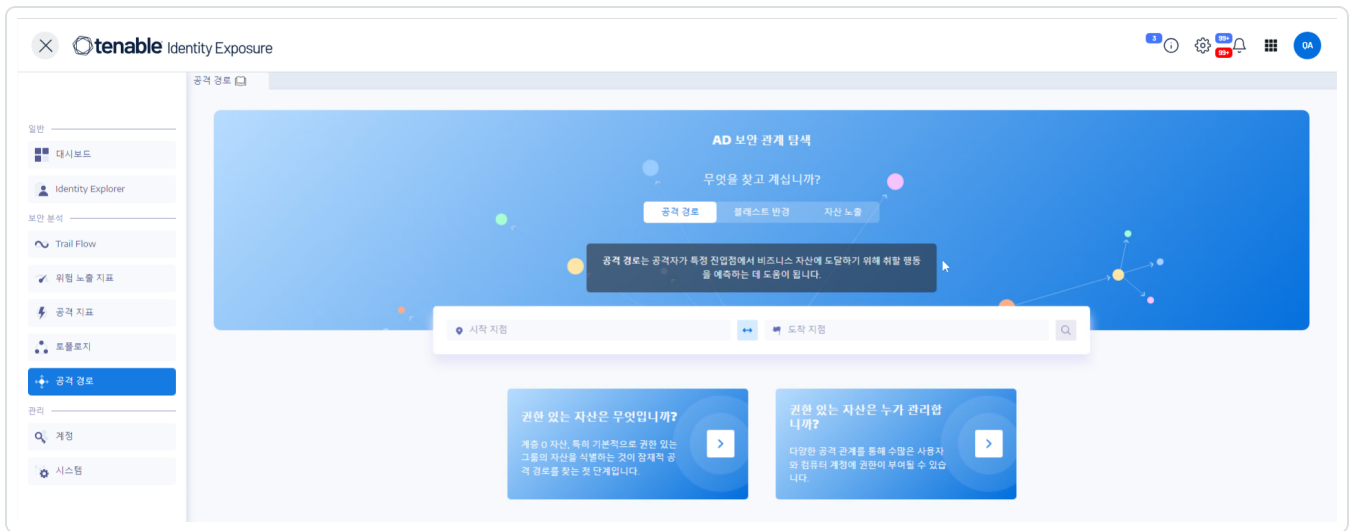 tenable Identity Exposure
3
99+
99+
QA
공격 경로
일반
대시보드
Identity Explorer
보안 분석
Trail Flow
위험 노출 지표
공격 지표
토폴로지
공격 경로
관리
계정
시스템
AD 보안 관계 탐색
무엇을 찾고 계십니까?
공격 경로
블래스트 반경
자산 노출
공격 경로는 공격자가 특정 진입점에서 비즈니스 자산에 도달하기 위해 취할 행동
을 예측하는 데 도움이 됩니다.
시작 지점
도착 지점
권한 있는 자산은 무엇입니까?
계층 0 자산, 특히 기본적으로 권한 있는
그룹의 자산을 식별하는 것이 잠재적 공
격 경로를 찾는 첫 단계입니다.
권한 있는 자산은 누가 관리합
니까?
다양한 공격 관계를 통해 수많은 사용자
와 컴퓨터 계정에 권한이 부여될 수 있습
니다.